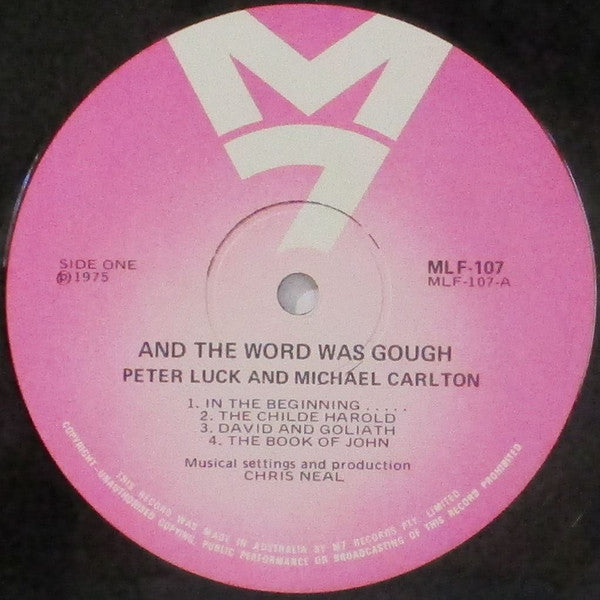 M
7
SIDE ONE
Ⓟ1975
MLF-107
MLF-107-A
AND THE WORD WAS GOUGH
PETER LUCK AND MICHAEL CARLTON
1. IN THE BEGINNING.....
2. THE CHILDE HAROLD
3. DAVID AND GOLIATH
4. THE BOOK OF JOHN
Musical settings and production
CHRIS NEAL
THIS RECORD WAS MADE IN AUSTRALIA BY M7 RECORDS PTY. LIMITED
COPYRIGHT-UNAUTHORISED COPYING, PUBLIC PERFORMANCE OR BROADCASTING OF THIS RECORD PROHIBITED